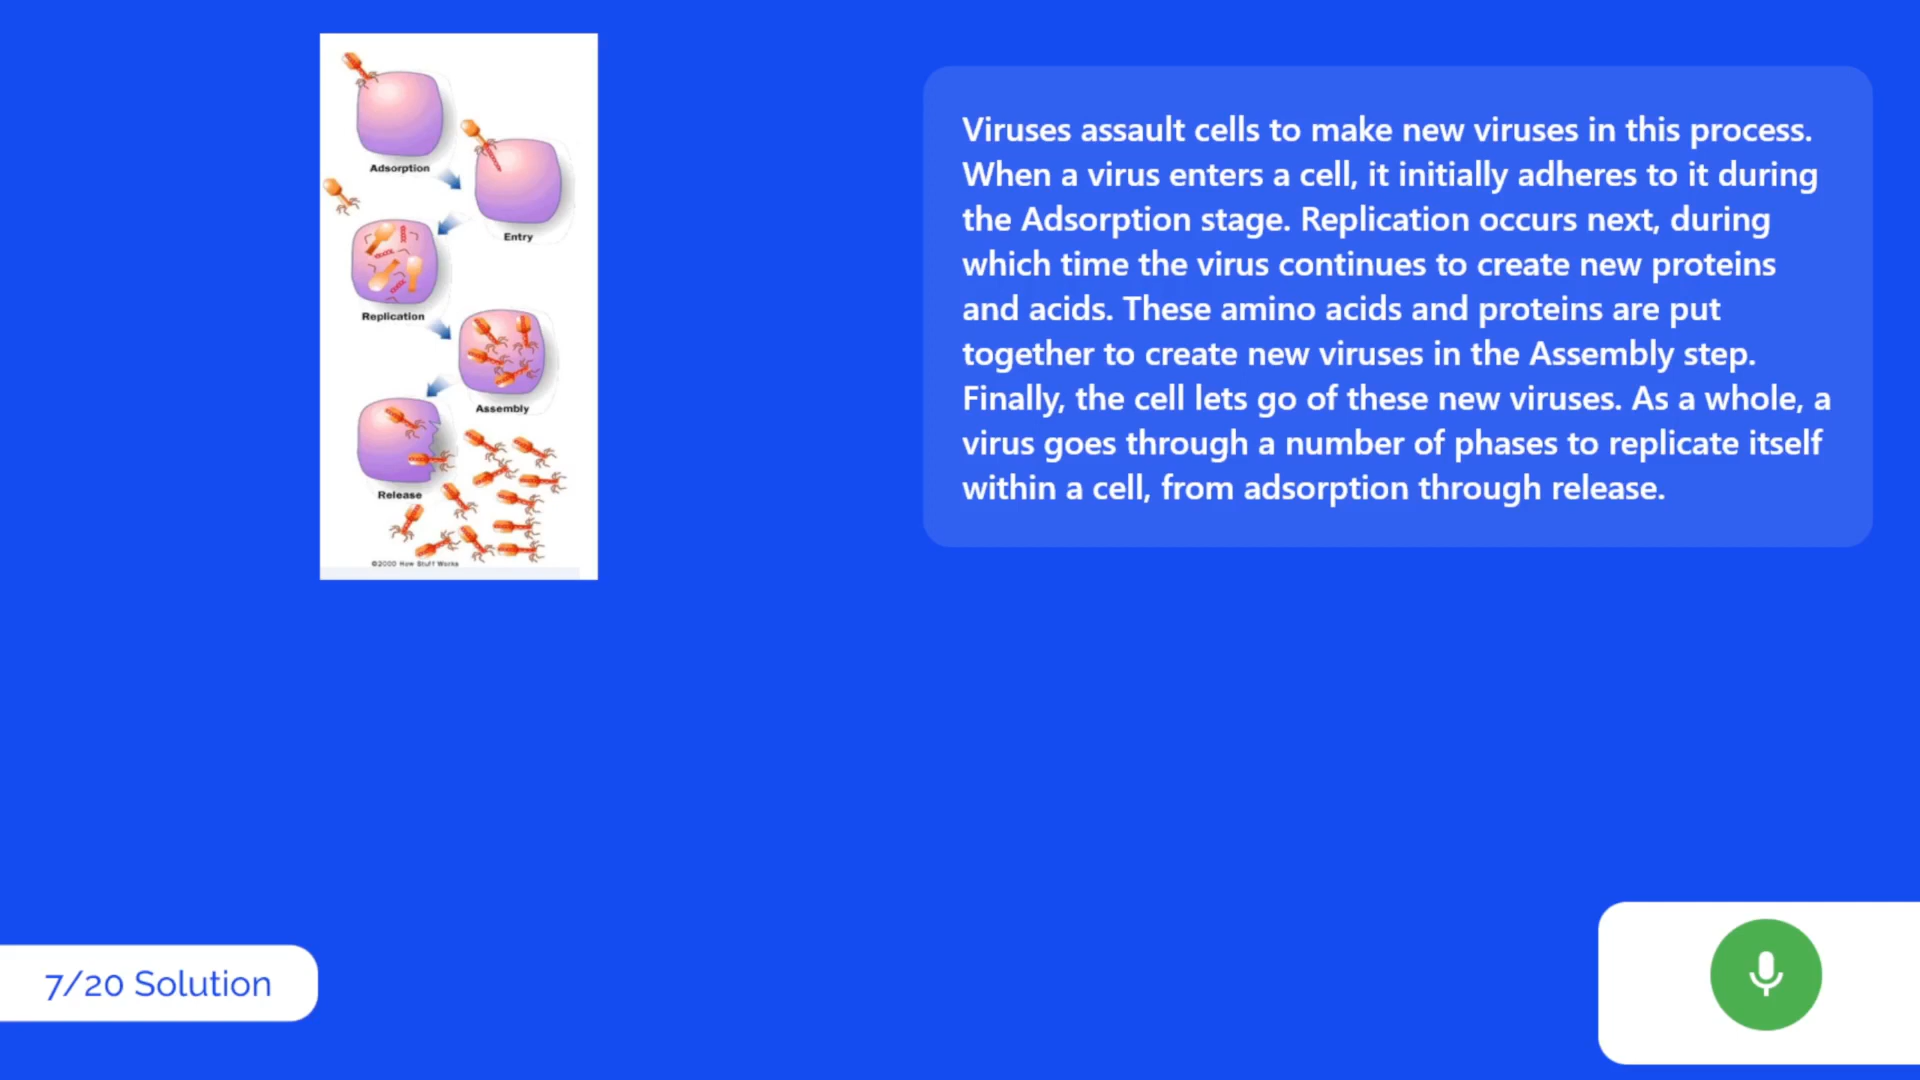 Adsorption
Entry
Replication
Assembly
Release
©2000 How Stuff Works
Viruses assault cells to make new viruses in this process.
When a virus enters a cell, it initially adheres to it during
the Adsorption stage. Replication occurs next, during
which time the virus continues to create new proteins
and acids. These amino acids and proteins are put
together to create new viruses in the Assembly step.
Finally, the cell lets go of these new viruses. As a whole, a
virus goes through a number of phases to replicate itself
within a cell, from adsorption through release.
7/20 Solution